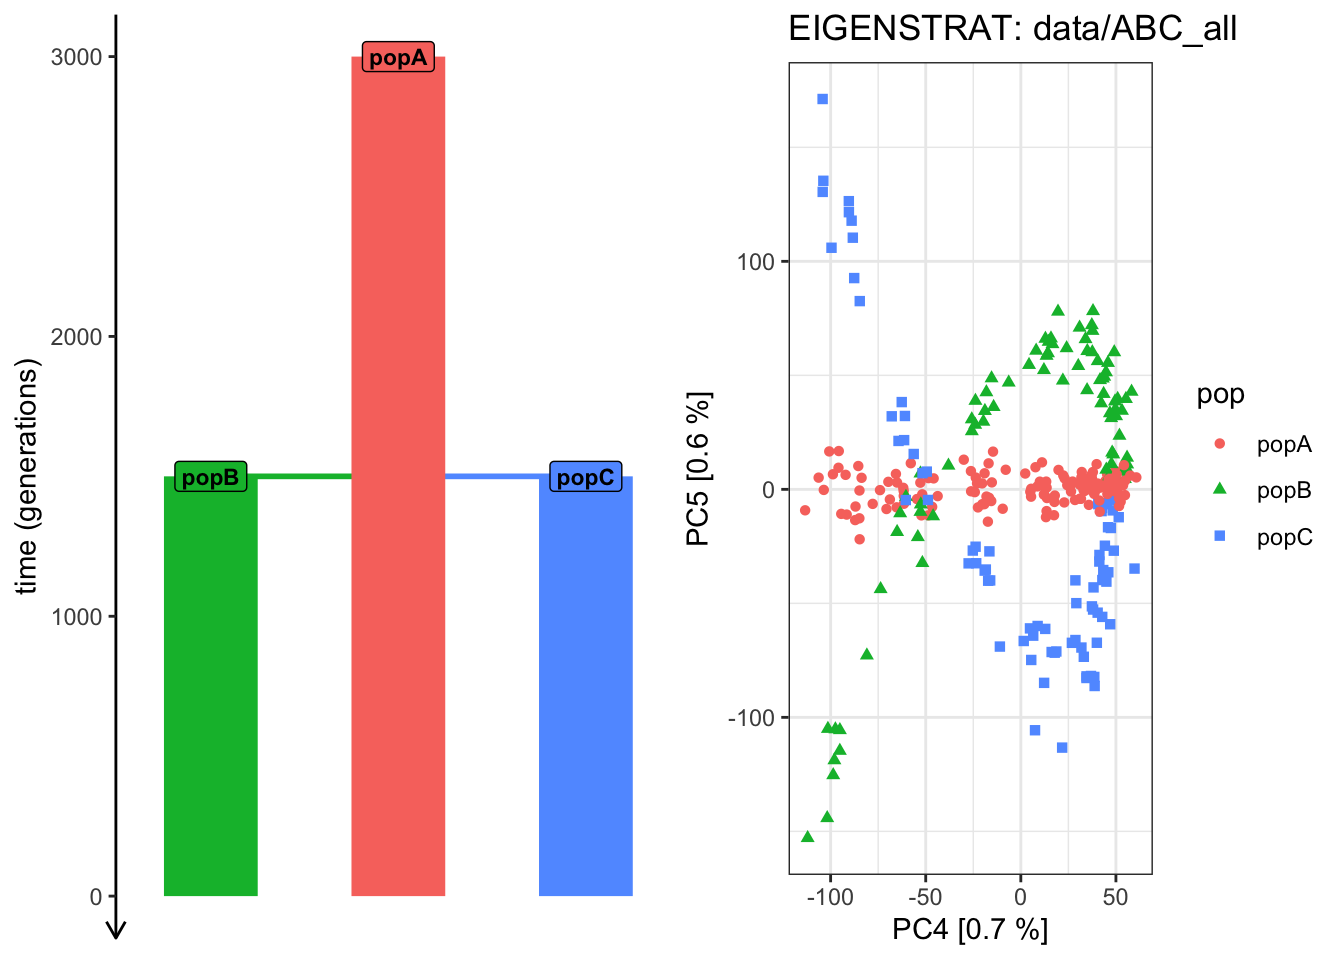 time (generations)
3000
2000
1000
0
popA
popB
popC
EIGENSTRAT: data/ABC_all
PC5 [0.6 %]
100
0
-100
-100
-50
0
50
PC4 [0.7 %]
pop
popA
popB
popC